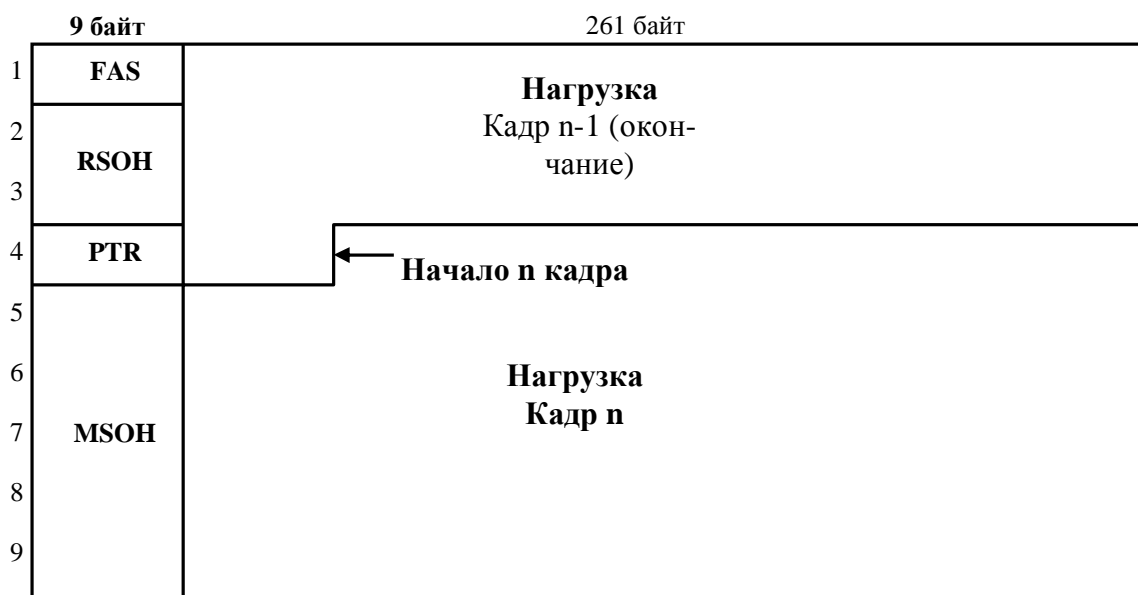 9 байт
261 байт
1
FAS
Нагрузка
Кадр n-1 (окон-
чание)
2
RSOH
3
4
PTR
Начало n кадра
5
6
Нагрузка
Кадр n
7
MSOH
8
9